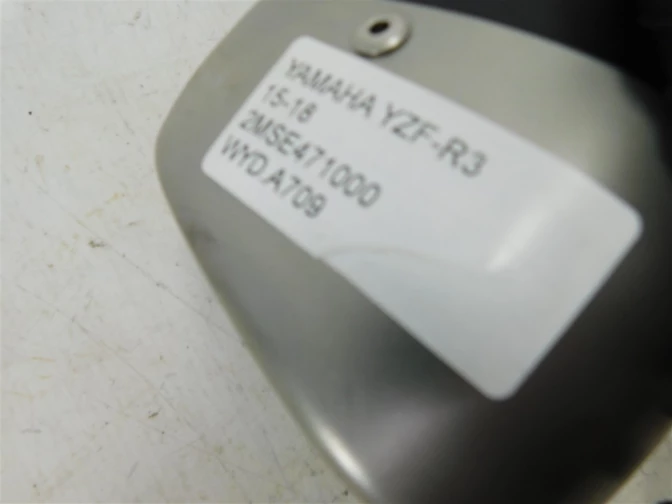 YAMAHA YZF-R3
15-18
2MSE471000
WYD A709